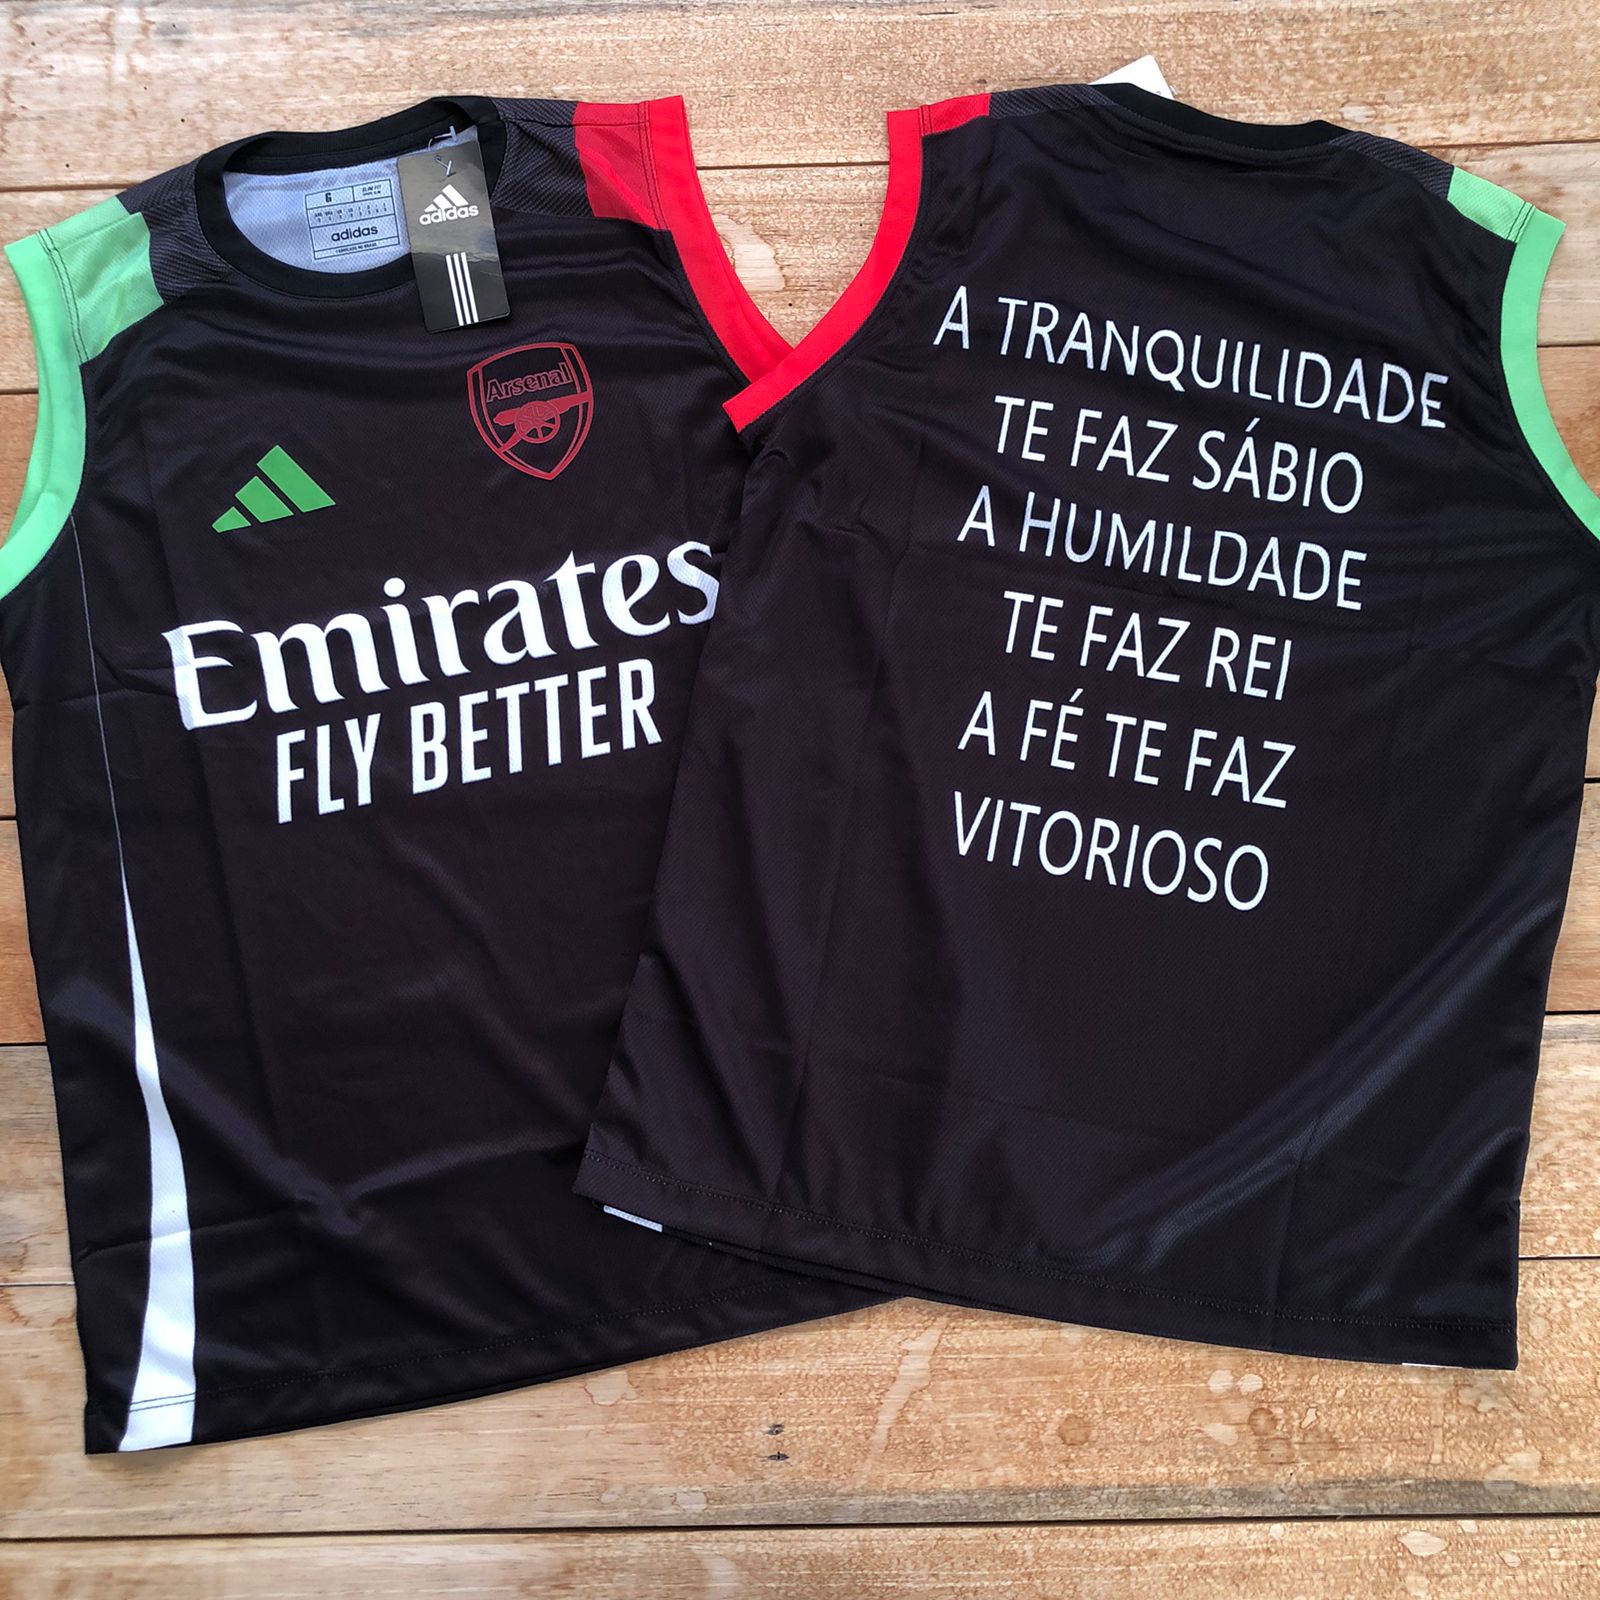 G
adidas
adidas
Arsenal
Emirates
FLY BETTER
A TRANQUILIDADE
TE FAZ SÁBIO
A HUMILDADE
TE FAZ REI
A FÉ TE FAZ
VITORIOSO